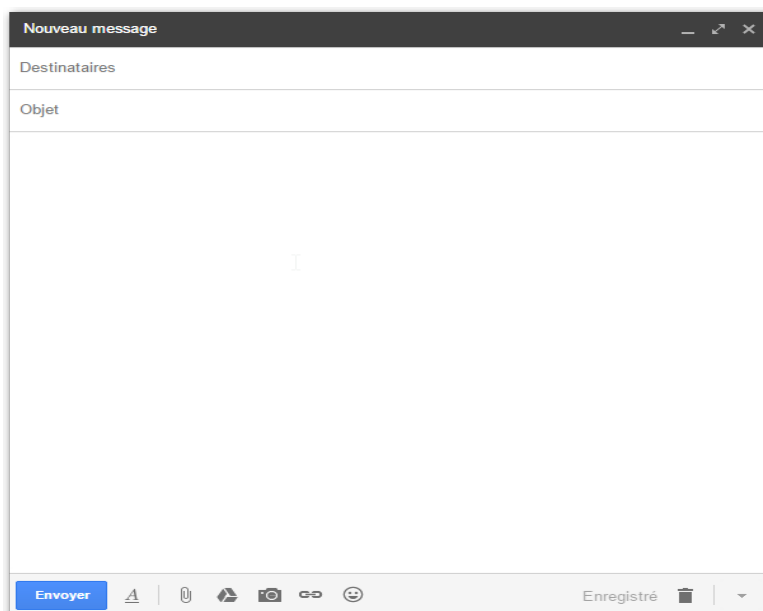 Nouveau message
Destinataires
Objet
Envoyer A Enregistré